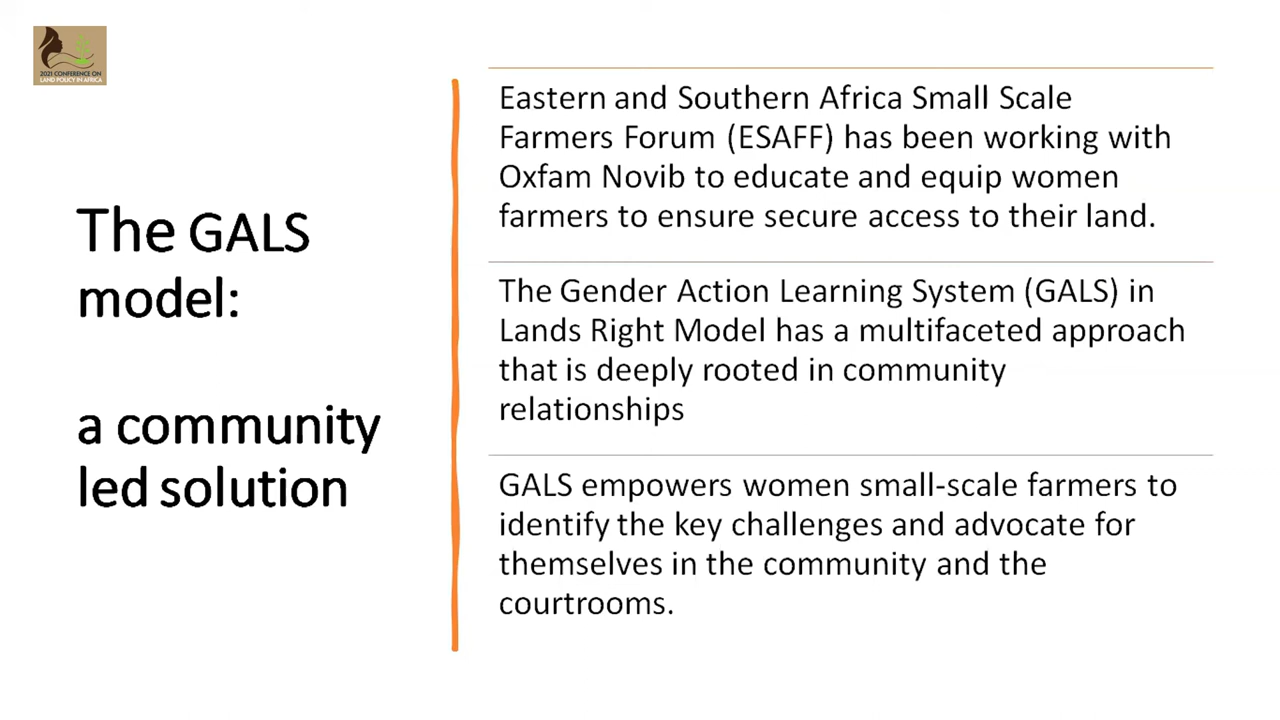 2021 CONFERENCE ON
LAND POLICY IN AFRICA
The GALS
model:
a community
led solution
Eastern and Southern Africa Small Scale
Farmers Forum (ESAFF) has been working with
Oxfam Novib to educate and equip women
farmers to ensure secure access to their land.
The Gender Action Learning System (GALS) in
Lands Right Model has a multifaceted approach
that is deeply rooted in community
relationships
GALS empowers women small-scale farmers to
identify the key challenges and advocate for
themselves in the community and the
courtrooms.